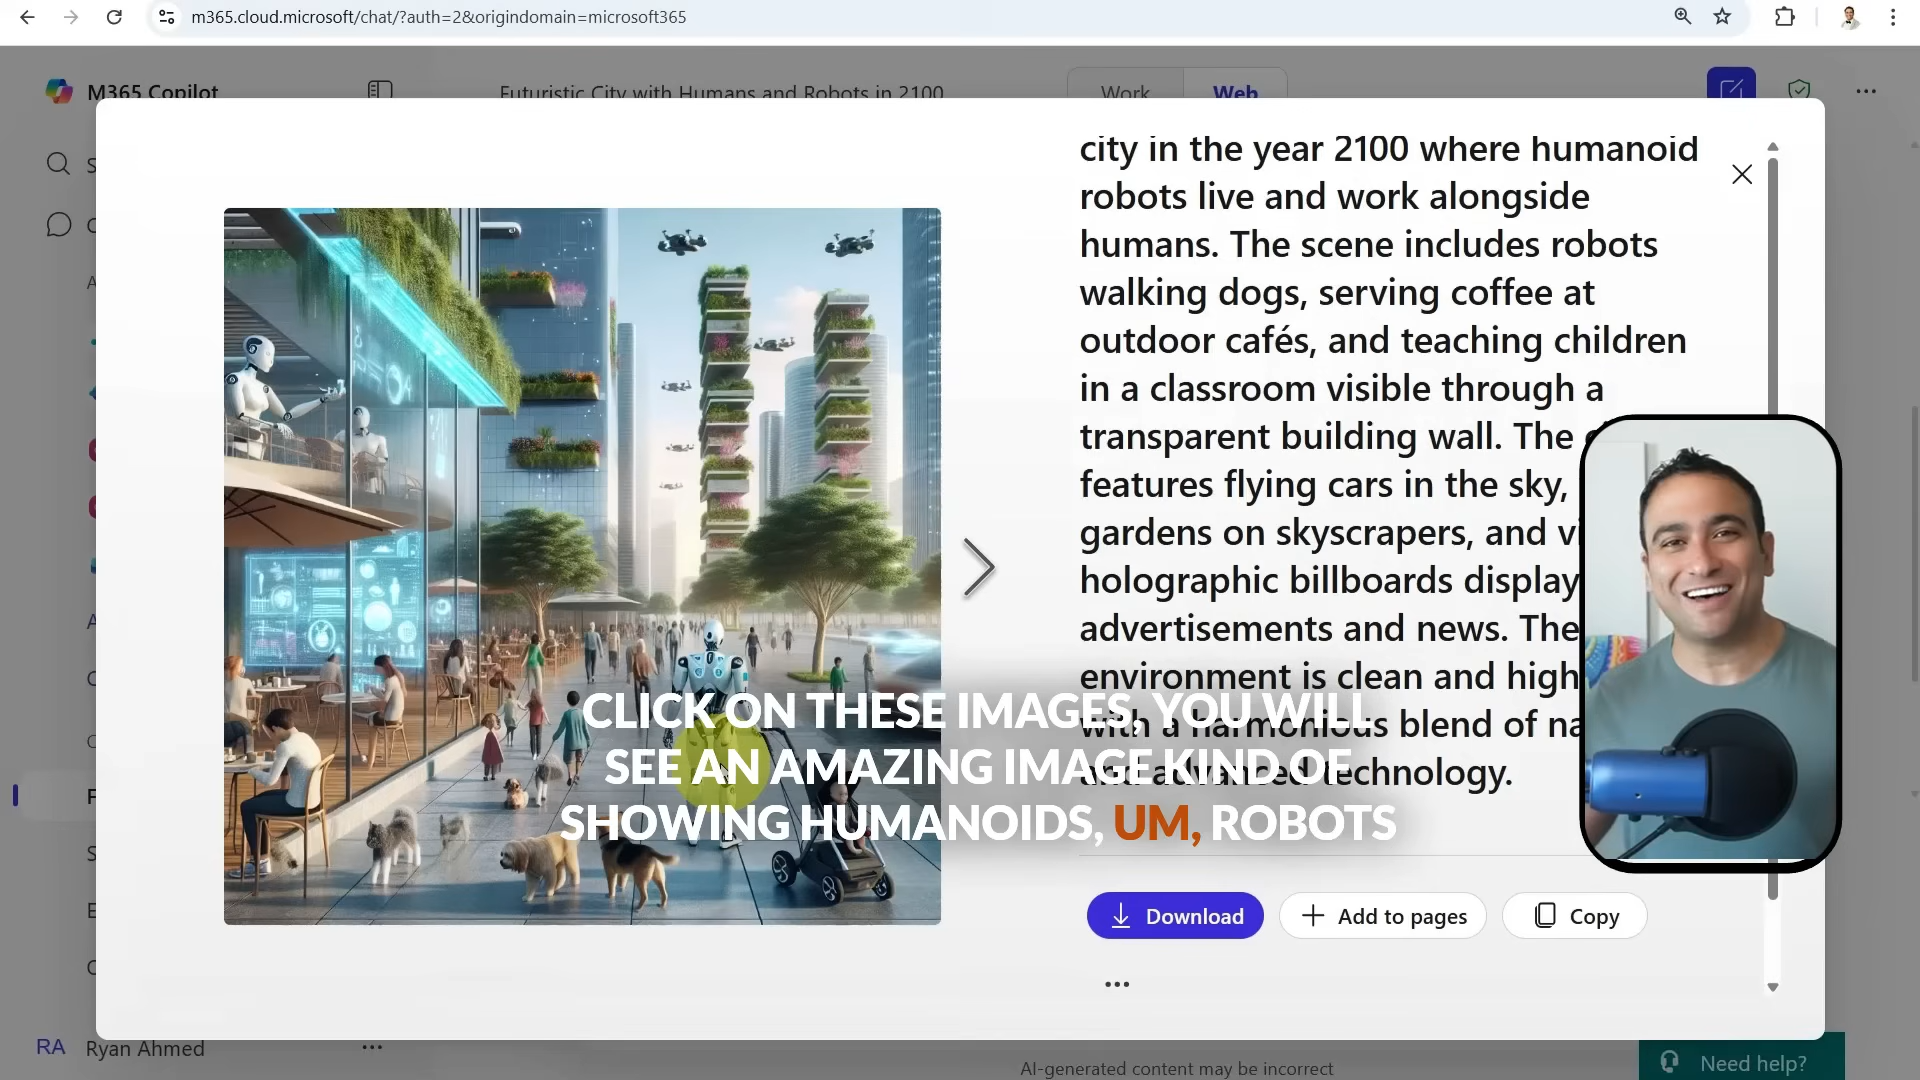 m365.cloud.microsoft/chat/?auth=2&origindomain=microsoft365
M365 Copilot
Futuristic City with Humans and Robots in 2100
Work
Web
city in the year 2100 where humanoid
robots live and work alongside
humans. The scene includes robots
walking dogs, serving coffee at
outdoor cafés, and teaching children
in a classroom visible through a
transparent building wall. The
features flying cars in the sky,
gardens on skyscrapers, and vi
holographic billboards display
advertisements and news. The
environment is clean and high
with a harmonious blend of na
and advanced technology.
CLICK ON THESE IMAGES, YOU WILL
SEE AN AMAZING IMAGE KIND OF
SHOWING HUMANOIDS, UM, ROBOTS
Download
Add to pages
Copy
RA
Ryan Ahmed
AI-generated content may be incorrect
Need help?